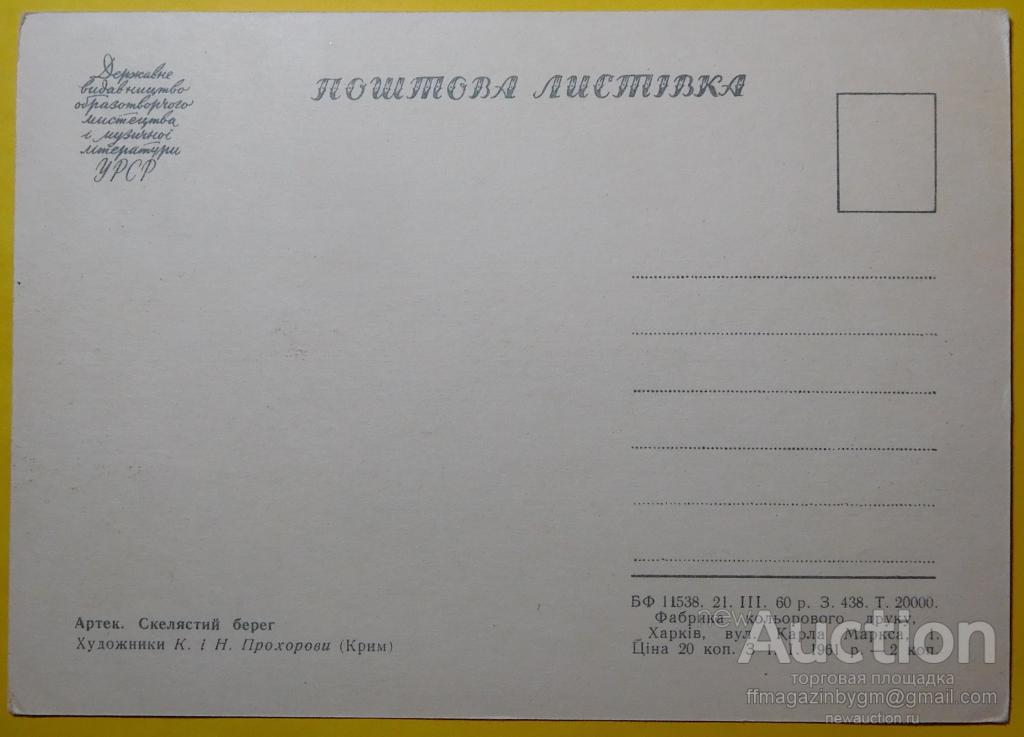 Державне
видавництво
образотворчого
мистецтва
і музичної
літератури
УРСР
ПОШТОВА ЛИСТІВКА
Артек. Скелястий берег
Художники К. і Н. Прохорови (Крим)
БФ 11538. 21. III. 60 р. З. 438. Т. 20000.
Фабрика кольорового друку,
Харків, вул. Карла Маркса, 1.
Ціна 20 коп. З 1. I. 1961 р. — 2 коп.
newAuction
торговая площадка
ffmagazinbygm@gmail.com
newauction.ru